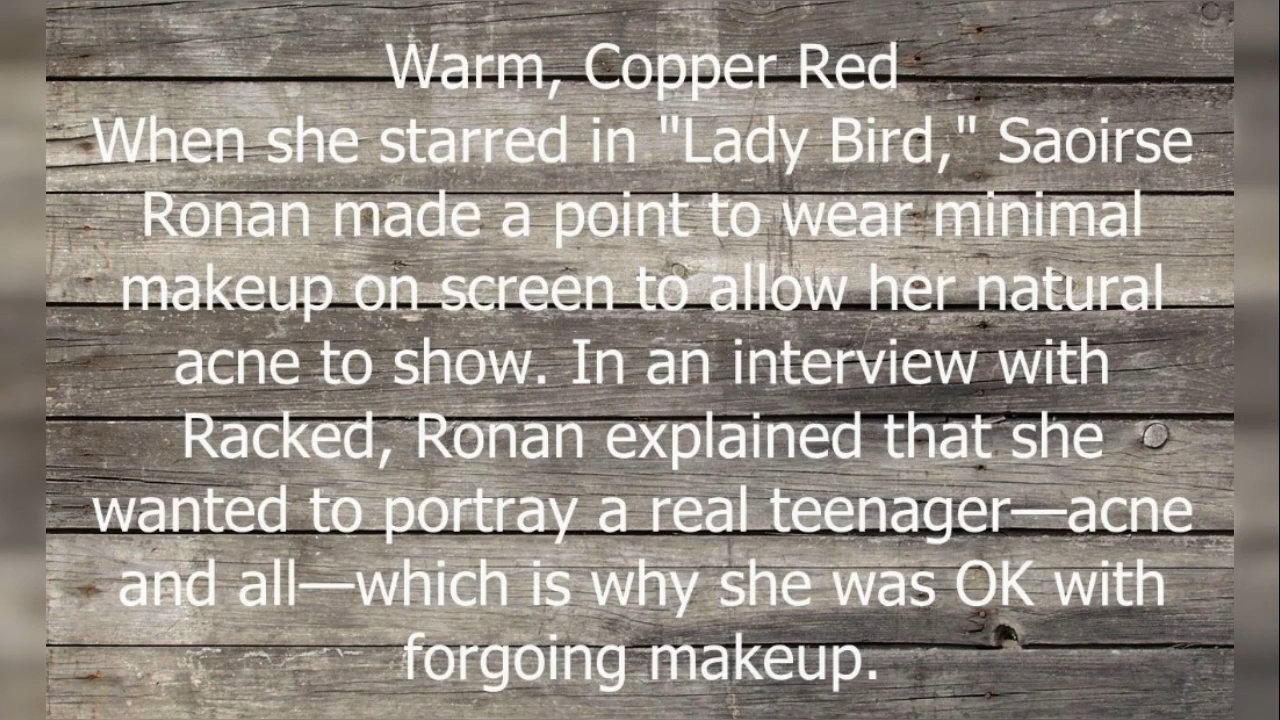 Warm, Copper Red
When she starred in "Lady Bird," Saoirse
Ronan made a point to wear minimal
makeup on screen to allow her natural
acne to show. In an interview with
Racked, Ronan explained that she
wanted to portray a real teenager—acne
and all—which is why she was OK with
forgoing makeup.